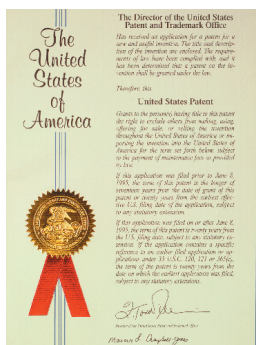 The
United
States
of
America
The Director of the United States
Patent and Trademark Office
Has received an application for a patent for a
new and useful invention. The title and descrip-
tion of the invention are enclosed. The require-
ments of law have been complied with, and it
has been determined that a patent on the in-
vention shall be granted under the law.
Therefore, this
United States Patent
Grants to the person(s) having title to this patent
the right to exclude others from making, using,
offering for sale, or selling the invention
throughout the United States of America or im-
porting the invention into the United States of
America for the term set forth below, subject
to the payment of maintenance fees as provided
by law.
If this application was filed prior to June 8,
1995, the term of this patent is the longer of
seventeen years from the date of grant of this
patent or twenty years from the earliest effec-
tive U.S. filing date of the application, subject
to any statutory extension.
If this application was filed on or after June 8,
1995, the term of this patent is twenty years from
the U.S. filing date, subject to any statutory ex-
tension. If the application contains a specific
reference to an earlier filed application or ap-
plications under 35 U.S.C. 120, 121 or 365(c),
the term of the patent is twenty years from the
date on which the earliest application was filed,
subject to any statutory extensions.